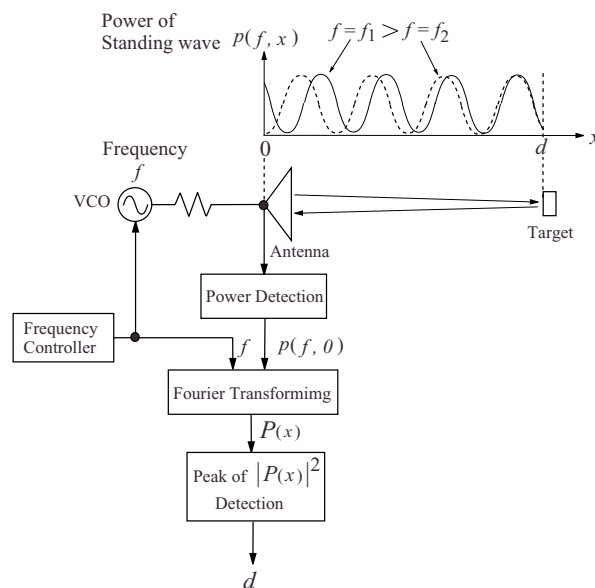 Power of
Standing wave
p(f, x)
f=f₁ > f=f₂
0
d
x
Frequency
f
VCO
Antenna
Target
Power Detection
Frequency
Controller
f
p(f, 0)
Fourier Transformimg
P(x)
Peak of |P(x)|²
Detection
d